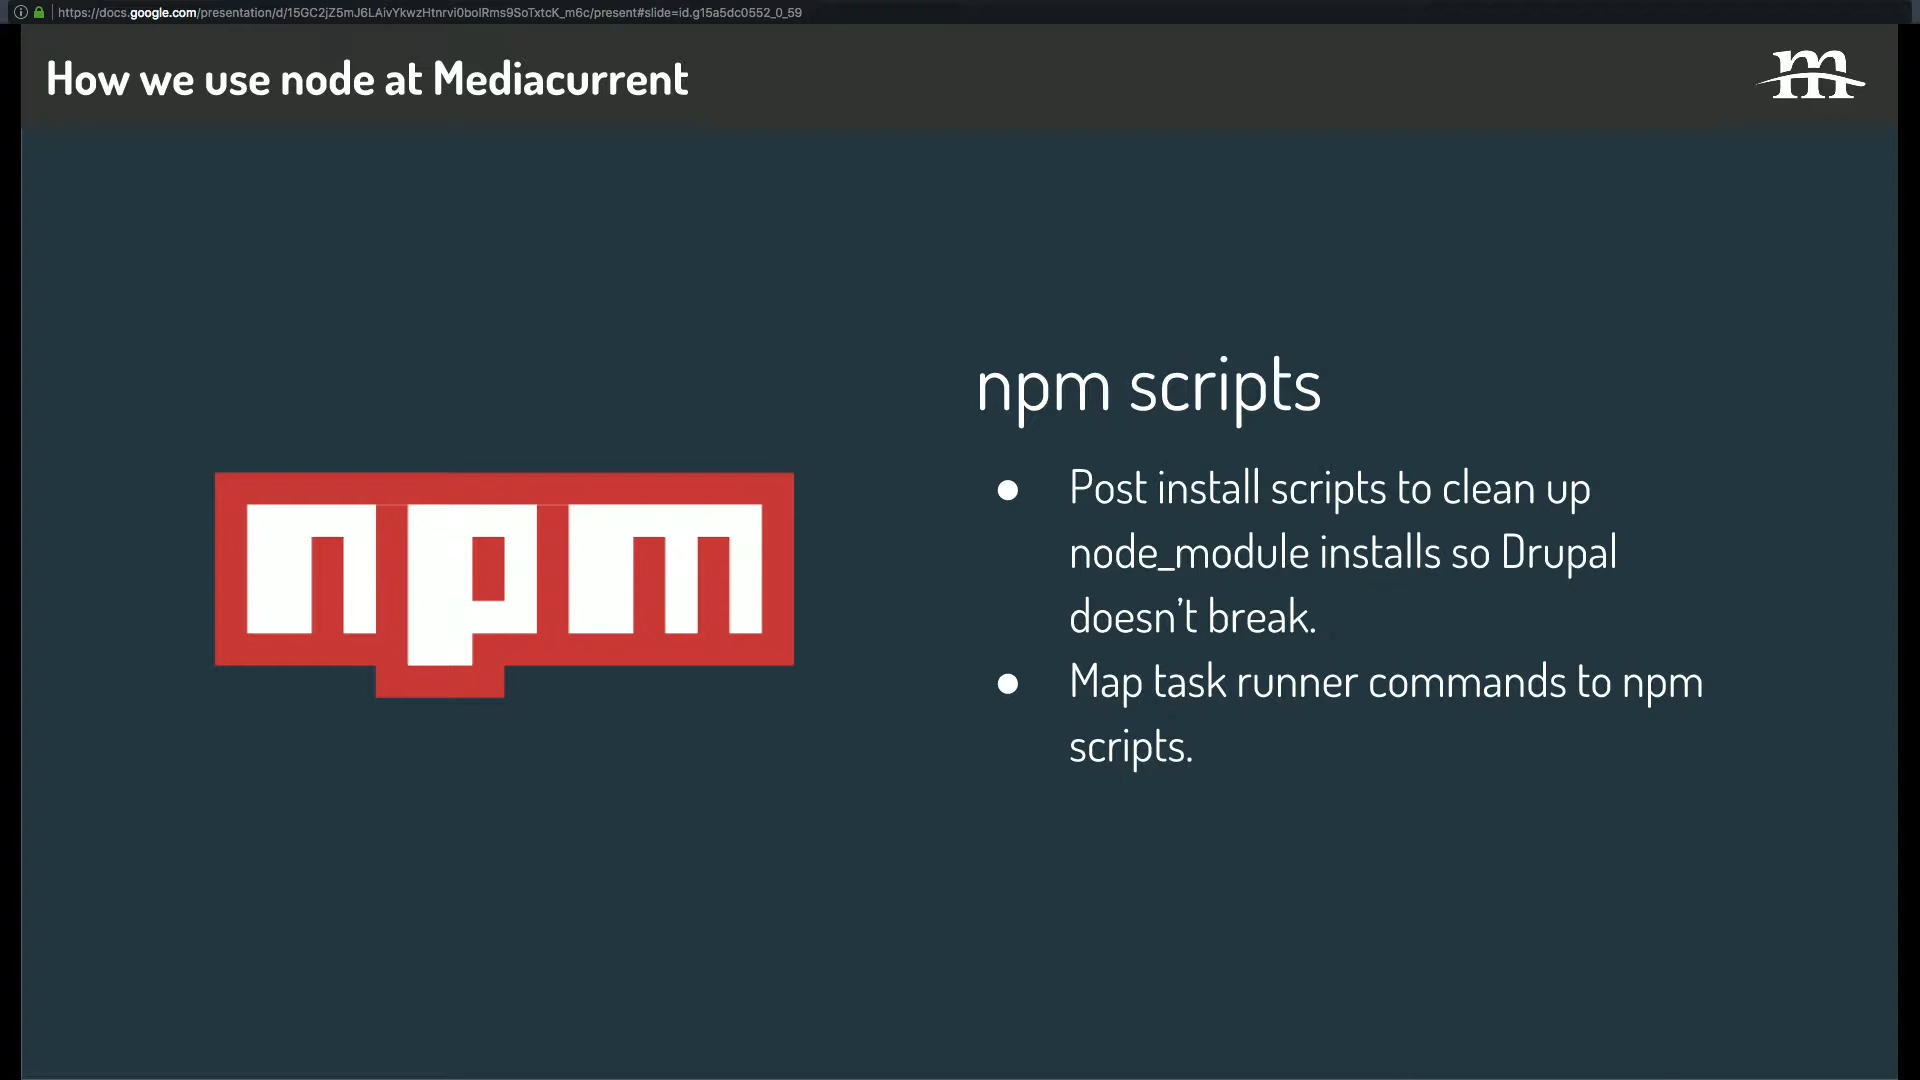 https://docs.google.com/presentation/d/15GC2jZ5mJ6LAivYkwzHtnrvi0bolRms9SoTxtcK_m6c/present#slide=id.g15a5dc0552_0_59
How we use node at Mediacurrent
m
npm
npm scripts
● Post install scripts to clean up
node_module installs so Drupal
doesn’t break.
● Map task runner commands to npm
scripts.